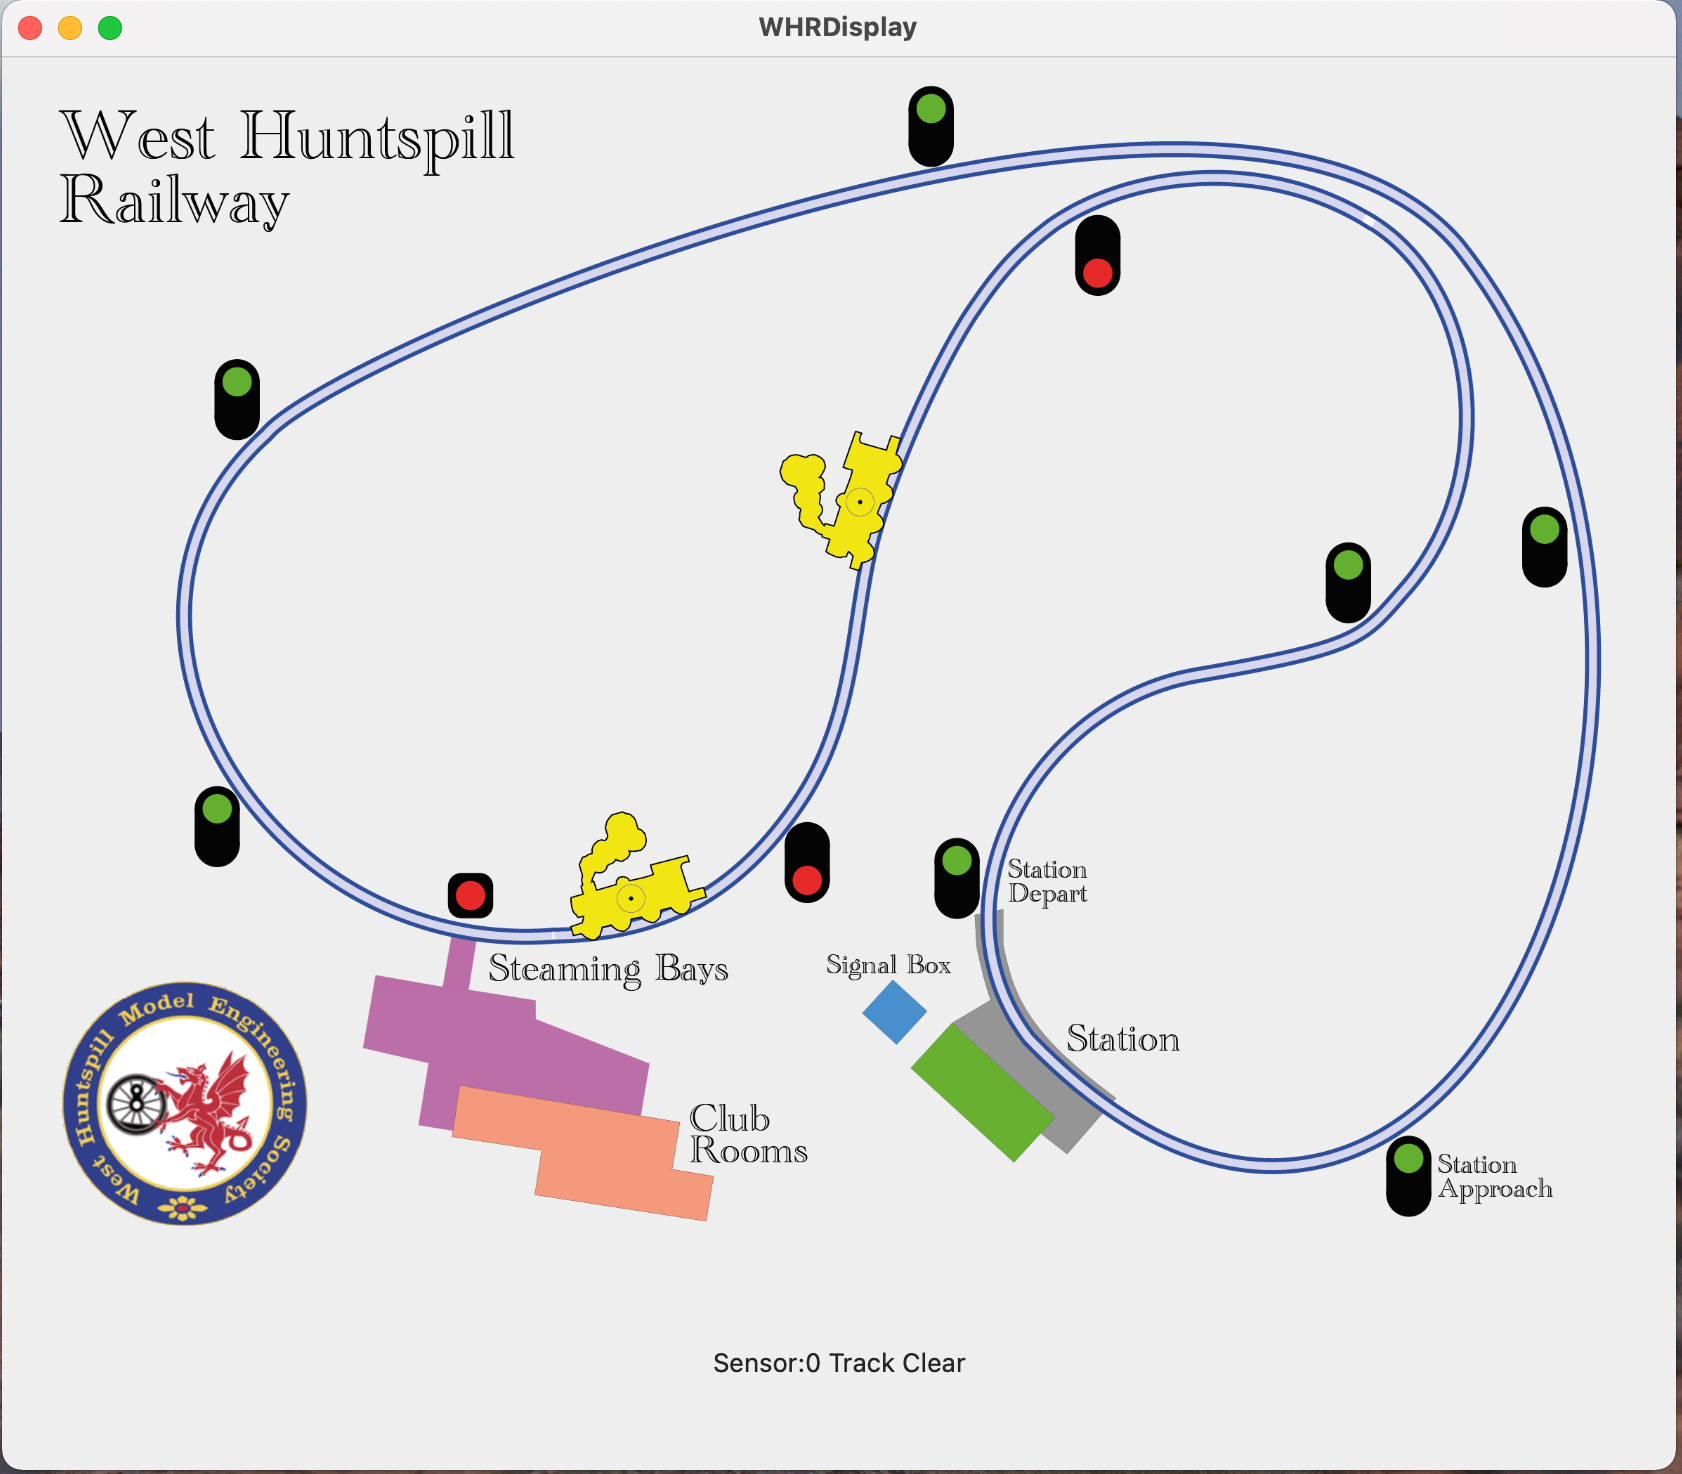 WHRDisplay
West Huntspill
Railway
Station
Depart
Signal Box
Steaming Bays
Station
Club
Rooms
Station
Approach
West Huntspill Model Engineering Society
8
Sensor:0 Track Clear